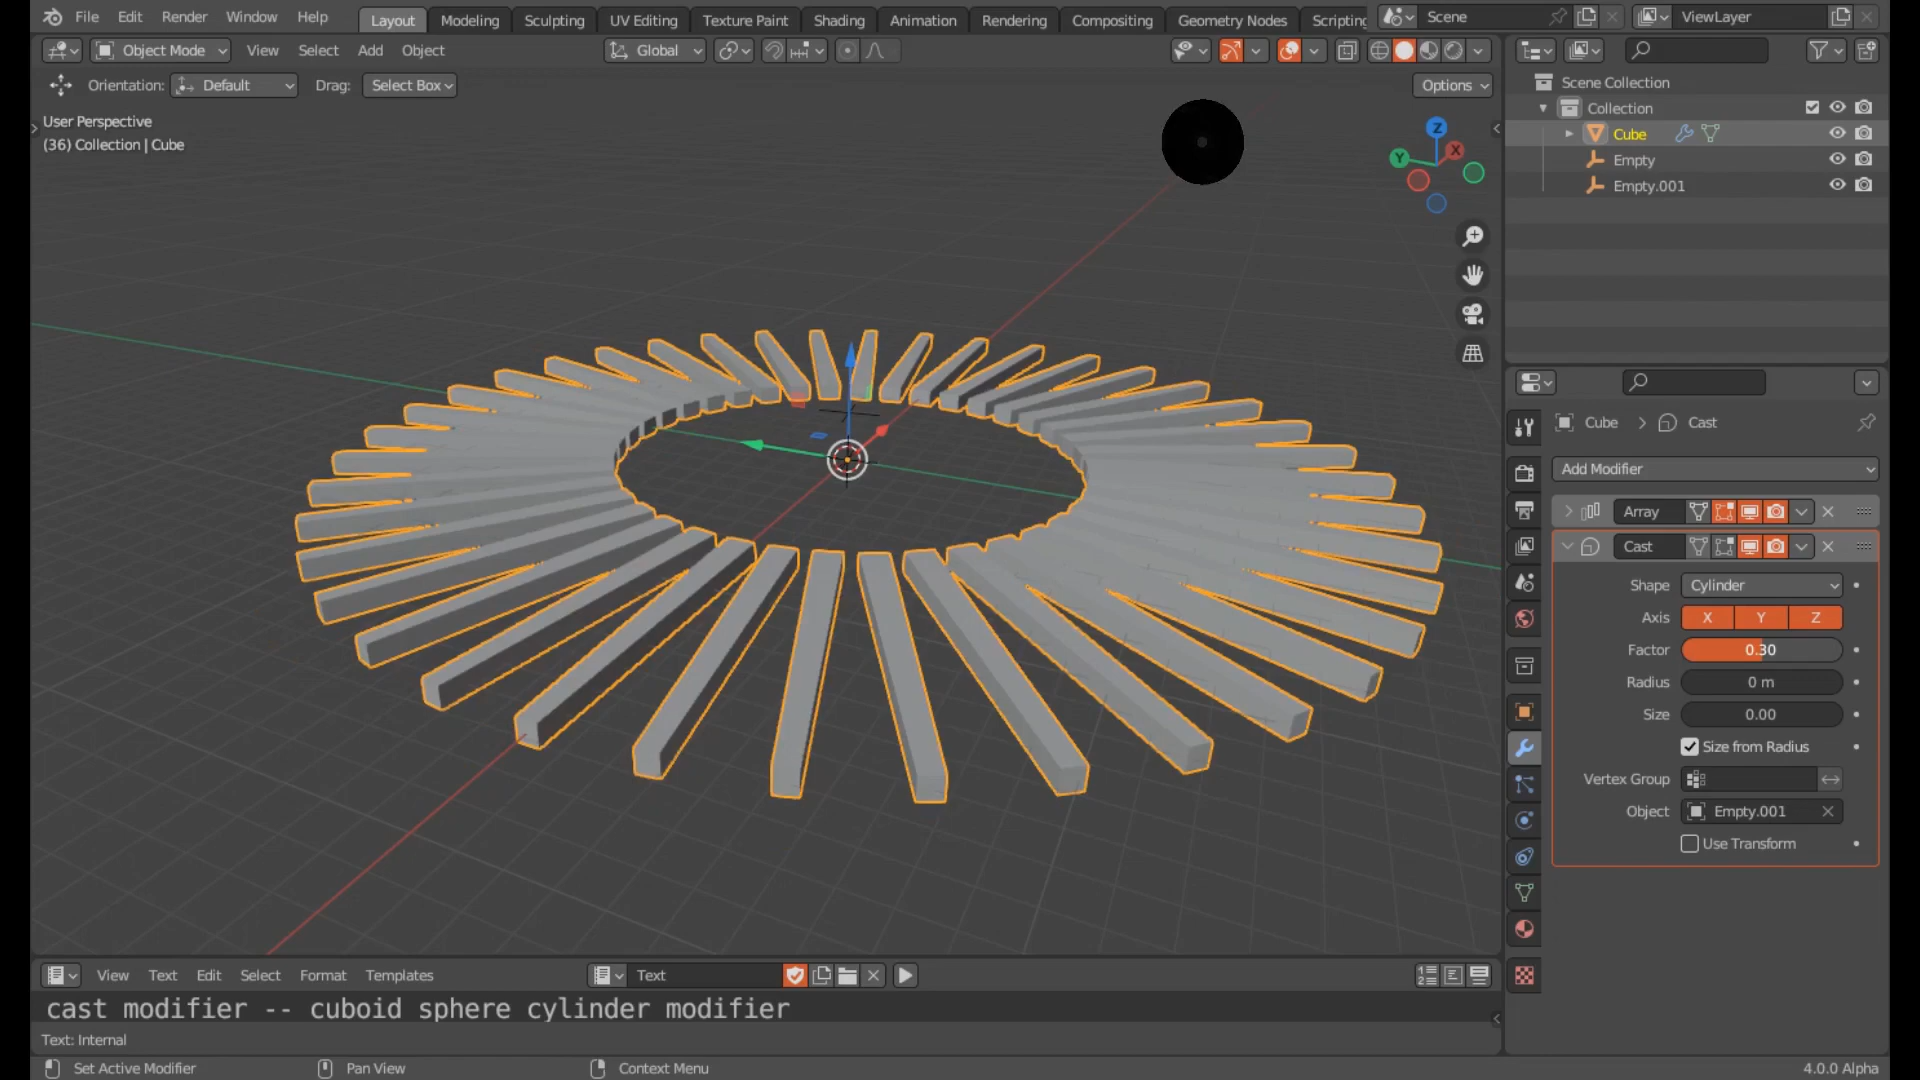 File Edit Render Window Help Layout Modeling Sculpting UV Editing Texture Paint Shading Animation Rendering Compositing Geometry Nodes Scripting Scene ViewLayer
Object Mode View Select Add Object Global
Orientation: Default Drag: Select Box Options
User Perspective
(36) Collection | Cube
Z
Y
X
Scene Collection
Collection
Cube
Empty
Empty.001
Cube > Cast
Add Modifier
Array
Cast
Shape Cylinder
Axis X Y Z
Factor 0.30
Radius 0 m
Size 0.00
Size from Radius
Vertex Group
Object Empty.001
Use Transform
View Text Edit Select Format Templates Text
cast modifier -- cuboid sphere cylinder modifier
Text: Internal
Set Active Modifier Pan View Context Menu 4.0.0 Alpha